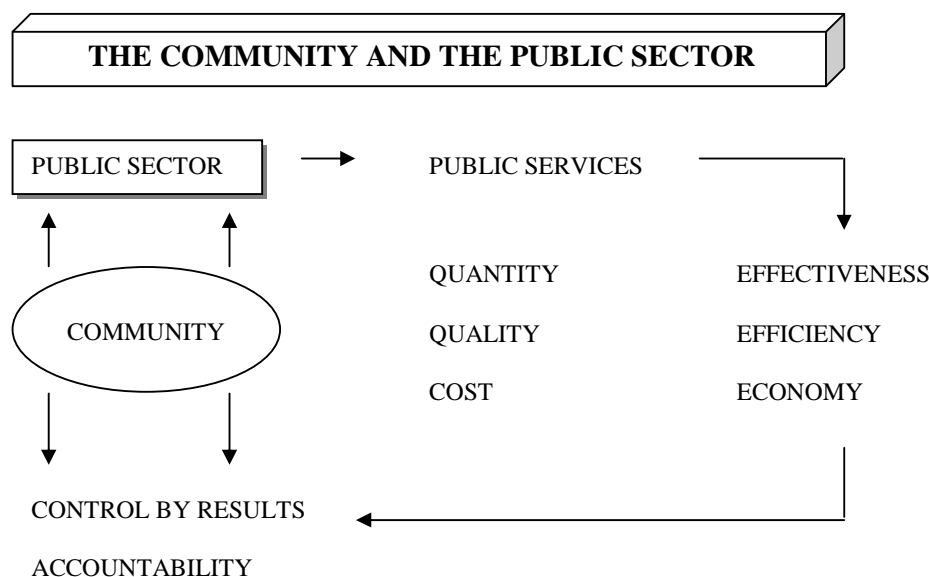 THE COMMUNITY AND THE PUBLIC SECTOR
PUBLIC SECTOR
PUBLIC SERVICES
QUANTITY
EFFECTIVENESS
COMMUNITY
QUALITY
EFFICIENCY
COST
ECONOMY
CONTROL BY RESULTS
ACCOUNTABILITY